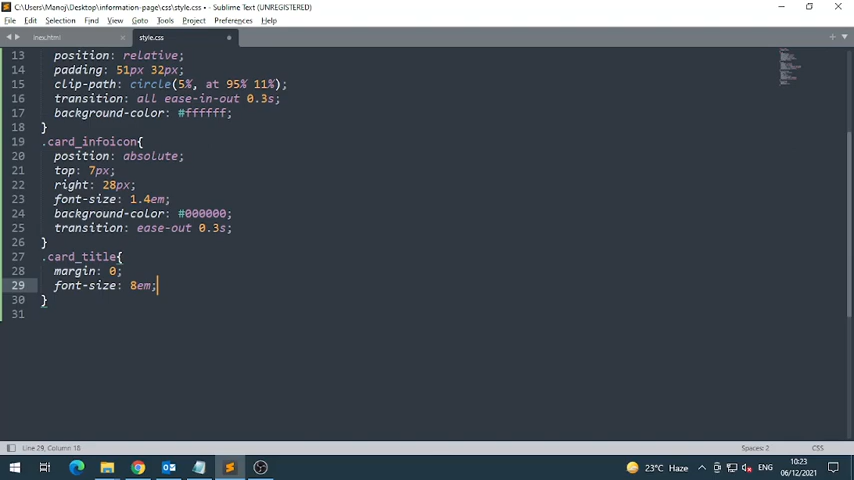 C:\Users\Manoj\Desktop\information-page\css\style.css • - Sublime Text (UNREGISTERED)
File Edit Selection Find View Goto Tools Project Preferences Help
inex.html style.css
13 position: relative;
14 padding: 51px 32px;
15 clip-path: circle(5%, at 95% 11%);
16 transition: all ease-in-out 0.3s;
17 background-color: #ffffff;
18 }
19 .card_infoicon{
20 position: absolute;
21 top: 7px;
22 right: 28px;
23 font-size: 1.4em;
24 background-color: #000000;
25 transition: ease-out 0.3s;
26 }
27 .card_title{
28 margin: 0;
29 font-size: 8em;
30 }
31
Line 29, Column 18 Spaces: 2 CSS
23°C Haze ENG 10:23
06/12/2021